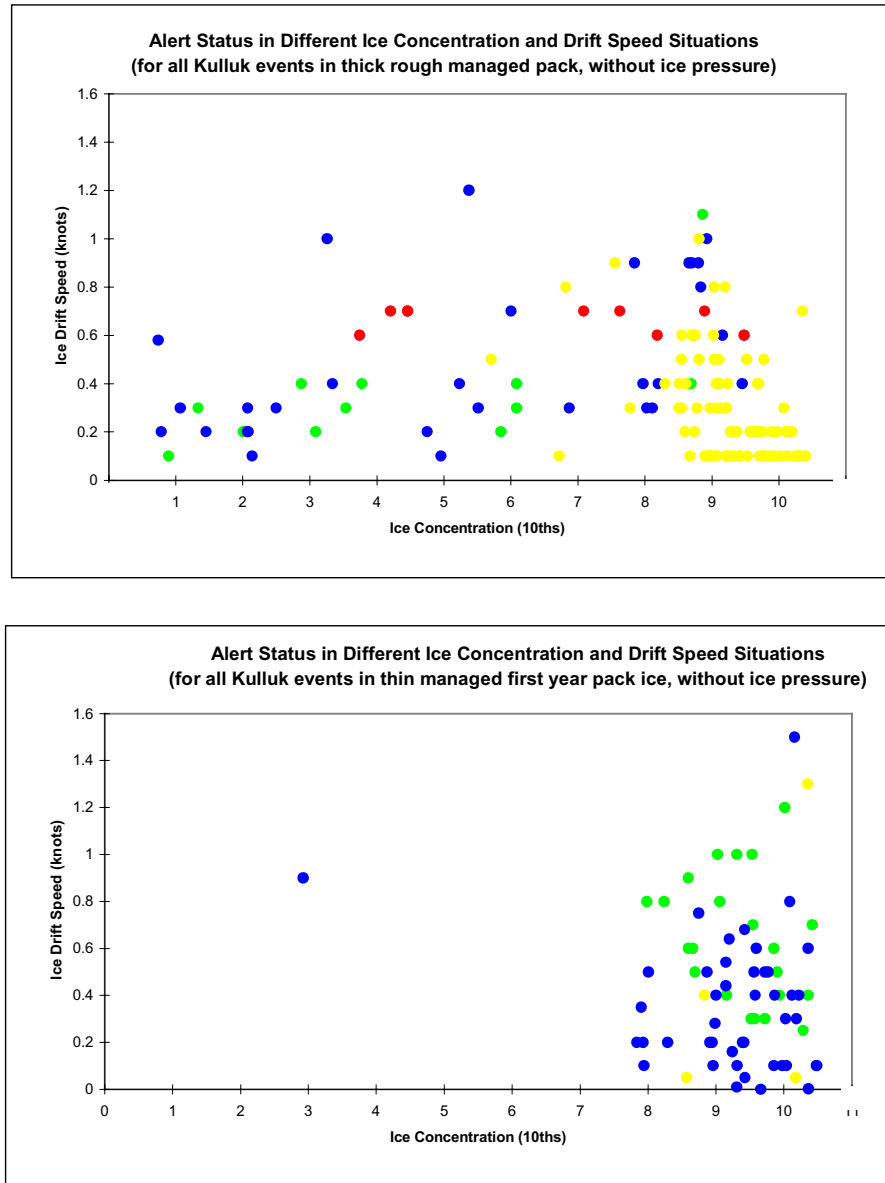 Alert Status in Different Ice Concentration and Drift Speed Situations
(for all Kulluk events in thick rough managed pack, without ice pressure)
1.6
1.4
1.2
1
0.8
0.6
0.4
0.2
0
Ice Drift Speed (knots)
1 2 3 4 5 6 7 8 9 10
Ice Concentration (10ths)
Alert Status in Different Ice Concentration and Drift Speed Situations
(for all Kulluk events in thin managed first year pack ice, without ice pressure)
1.6
1.4
1.2
1
0.8
0.6
0.4
0.2
0
Ice Drift Speed (knots)
0 1 2 3 4 5 6 7 8 9 10
Ice Concentration (10ths)